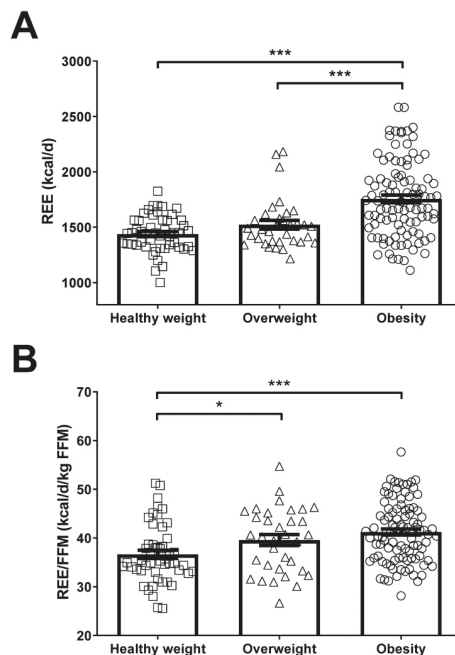 A
***
***
3000
2500
2000
1500
1000
REE (kcal/d)
Healthy weight Overweight Obesity
B
***
*
70
60
50
40
30
20
REE/FFM (kcal/d/kg FFM)
Healthy weight Overweight Obesity